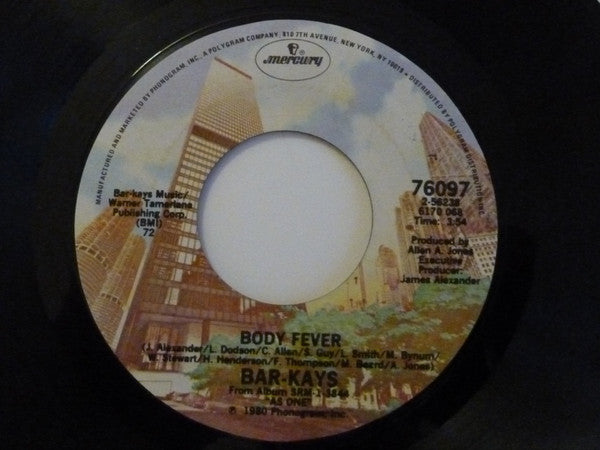 MANUFACTURED AND MARKETED BY PHONOGRAM, INC., A POLYGRAM COMPANY, 810 7TH AVENUE, NEW YORK, NY 10019 • DISTRIBUTED BY POLYGRAM DISTRIBUTION, INC.
mercury
®
Bar-kays Music/
Warner Tamerlane
Publishing Corp.
(BMI)
72
76097
2-56238
6170 068
Time: 3:54
Produced by
Allen A. Jones
Executive
Producer:
James Alexander
BODY FEVER
(J. Alexander/L. Dodson/C. Allen/S. Guy/L. Smith/M. Bynum/
W. Stewart/H. Henderson/F. Thompson/M. Beard/A. Jones)
BAR-KAYS
From Album
"AS ONE"
℗ 1980 Phonogram, Inc.